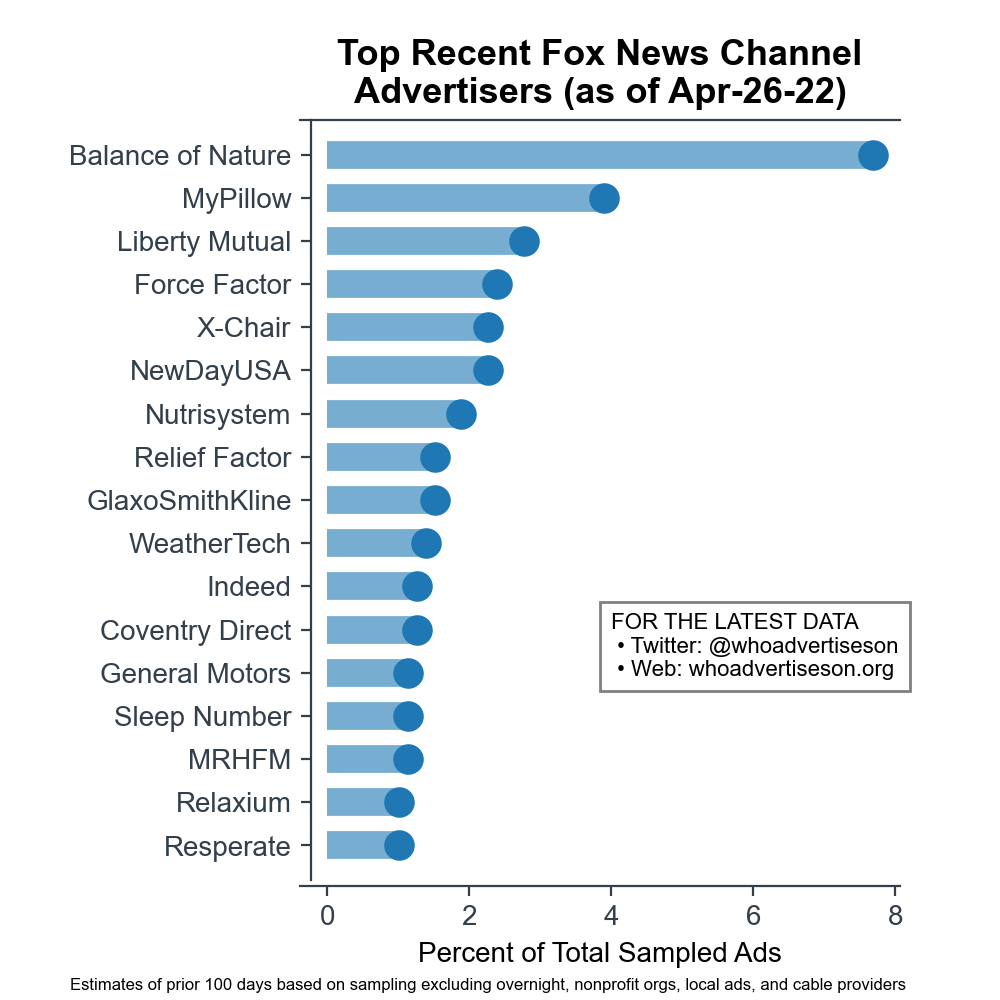 Top Recent Fox News Channel
Advertisers (as of Apr-26-22)
Balance of Nature
MyPillow
Liberty Mutual
Force Factor
X-Chair
NewDayUSA
Nutrisystem
Relief Factor
GlaxoSmithKline
WeatherTech
Indeed
Coventry Direct
General Motors
Sleep Number
MRHFM
Relaxium
Resperate
FOR THE LATEST DATA
• Twitter: @whoadvertiseson
• Web: whoadvertiseson.org
0 2 4 6 8
Percent of Total Sampled Ads
Estimates of prior 100 days based on sampling excluding overnight, nonprofit orgs, local ads, and cable providers